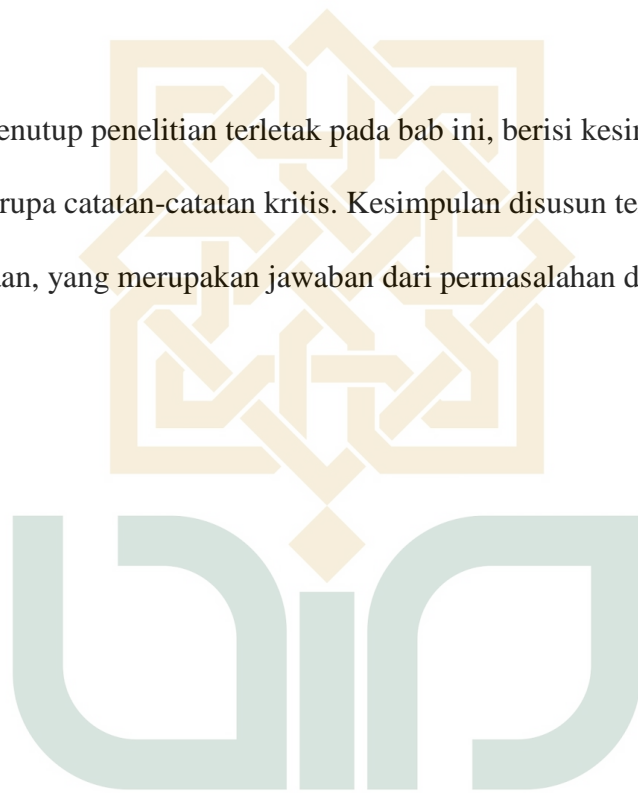 enutup penelitian terletak pada bab ini, berisi kesin
rupa catatan-catatan kritis. Kesimpulan disusun te
an, yang merupakan jawaban dari permasalahan d